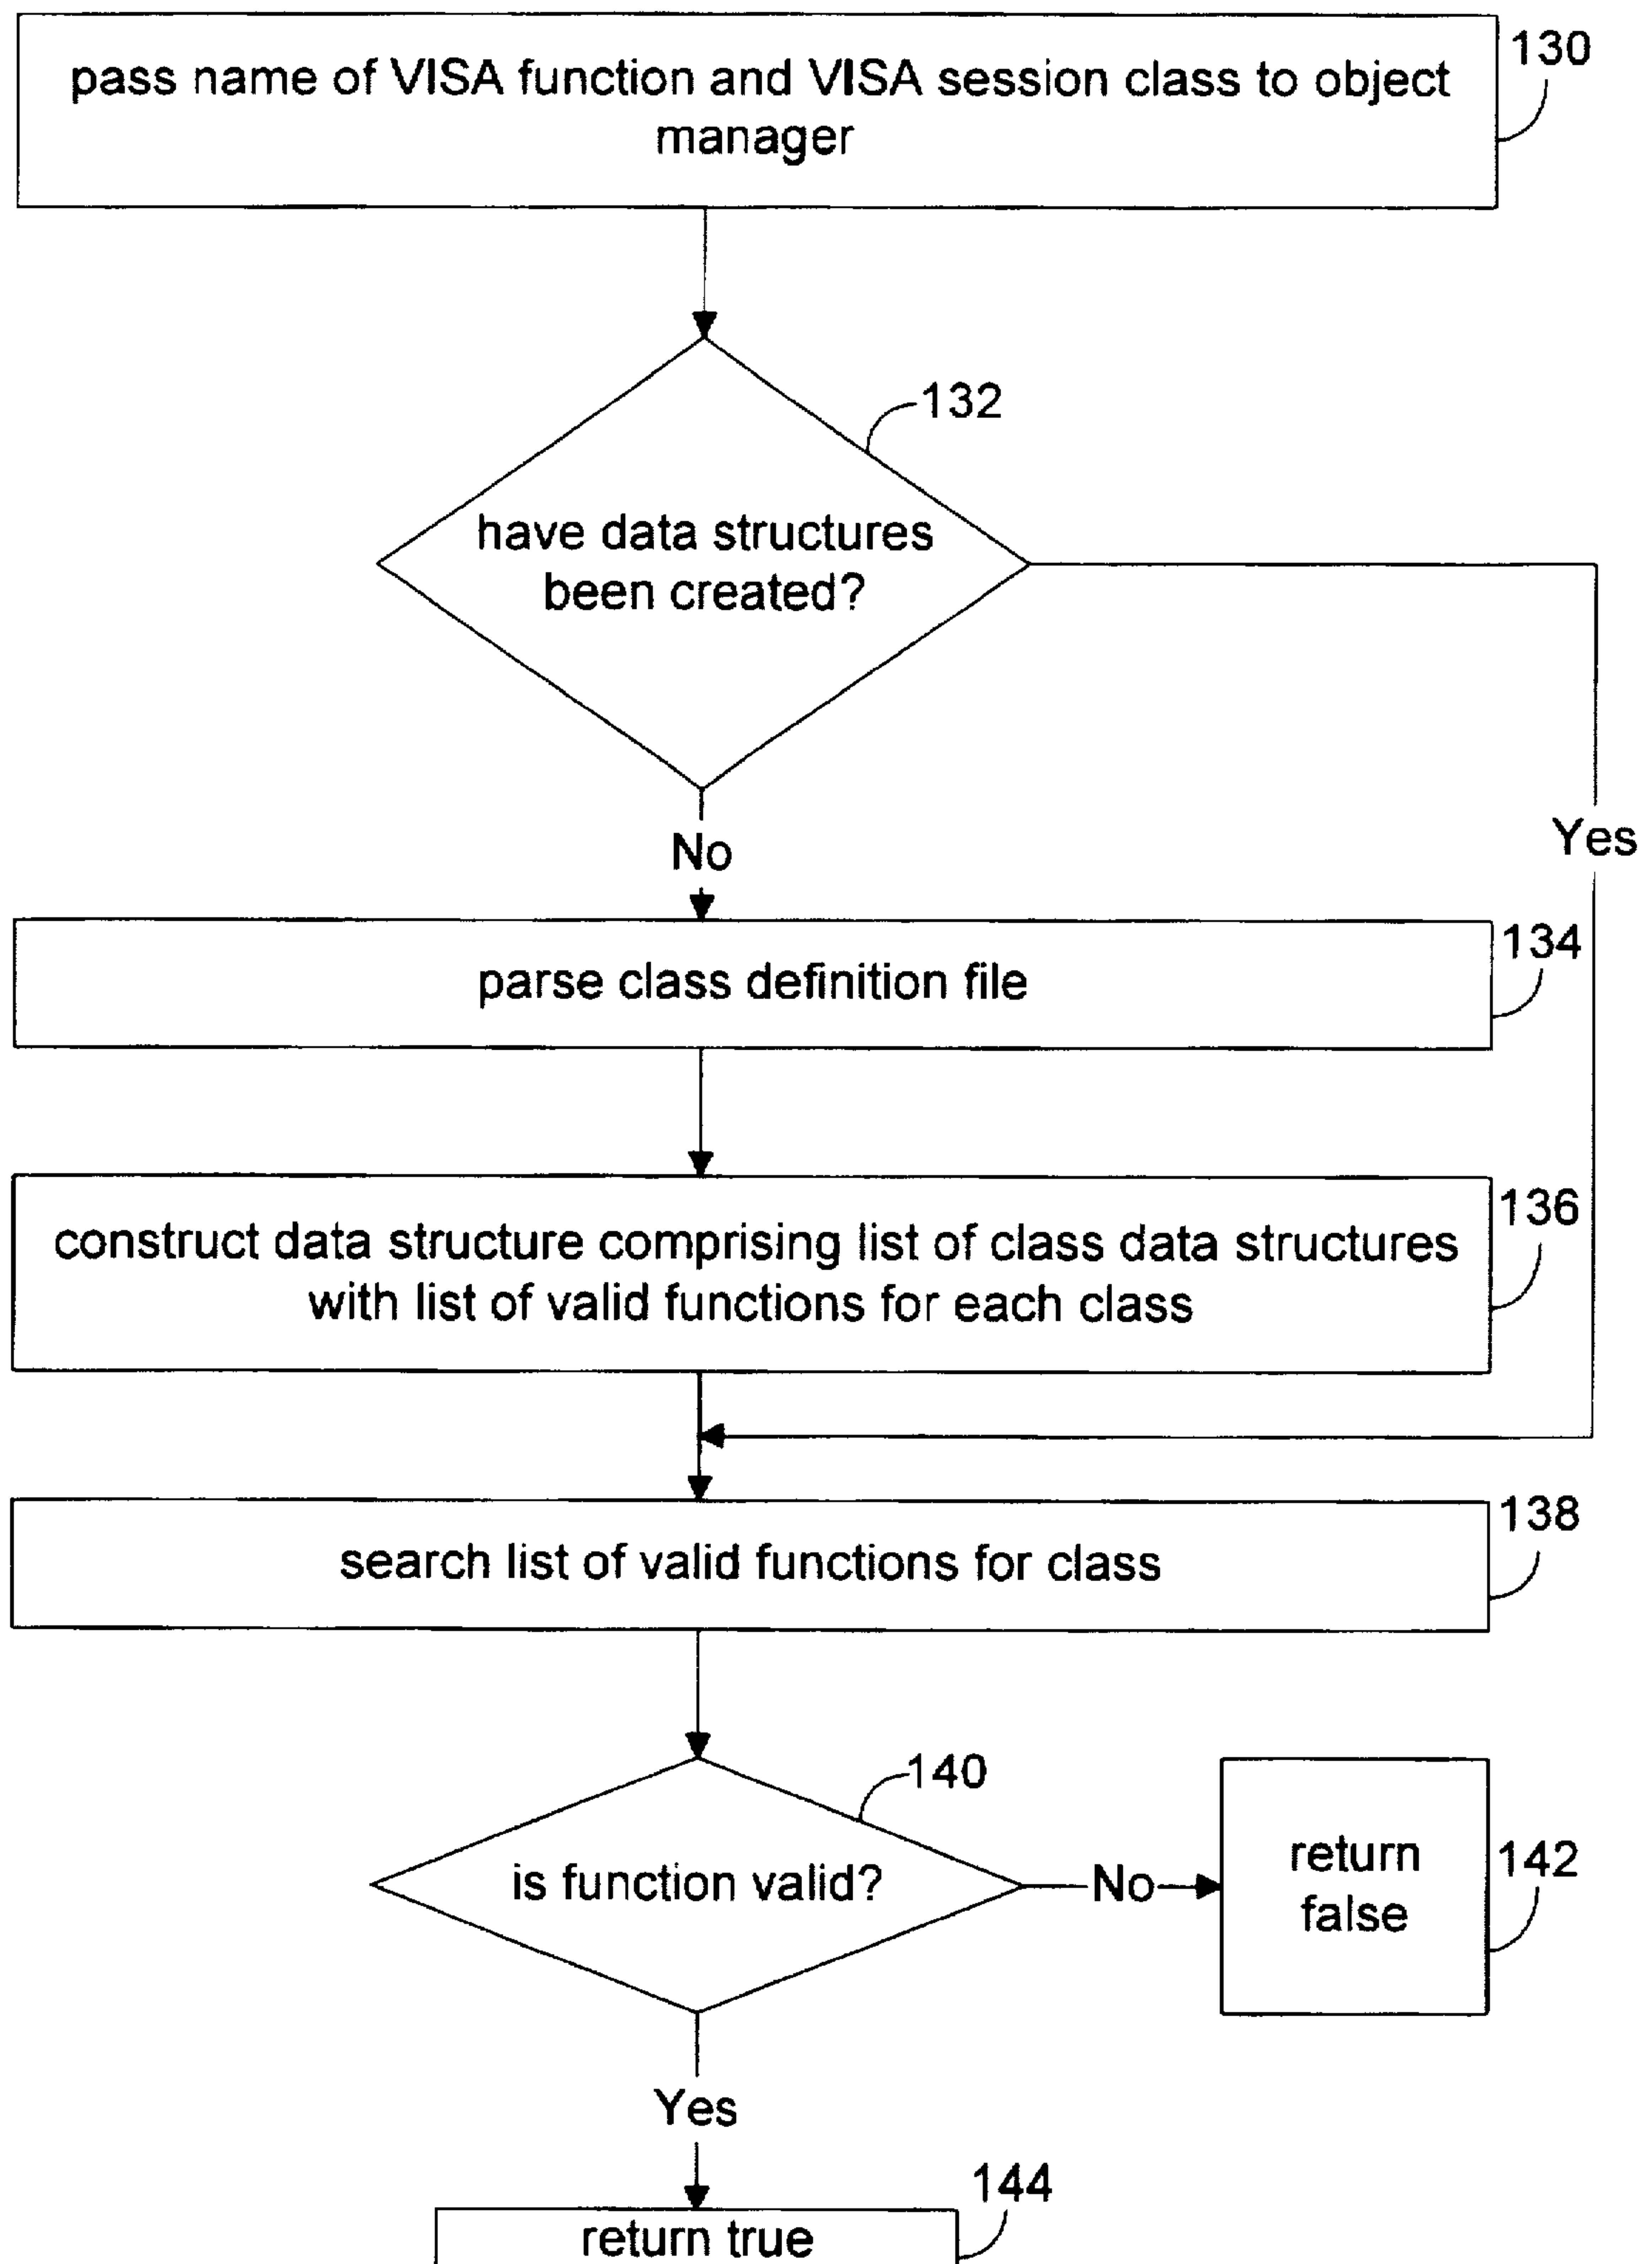 pass name of VISA function and VISA session class to object
manager
130
132
have data structures
been created?
No
Yes
parse class definition file
134
construct data structure comprising list of class data structures
with list of valid functions for each class
136
search list of valid functions for class
138
140
is function valid?
No
return
false
142
Yes
return true
144